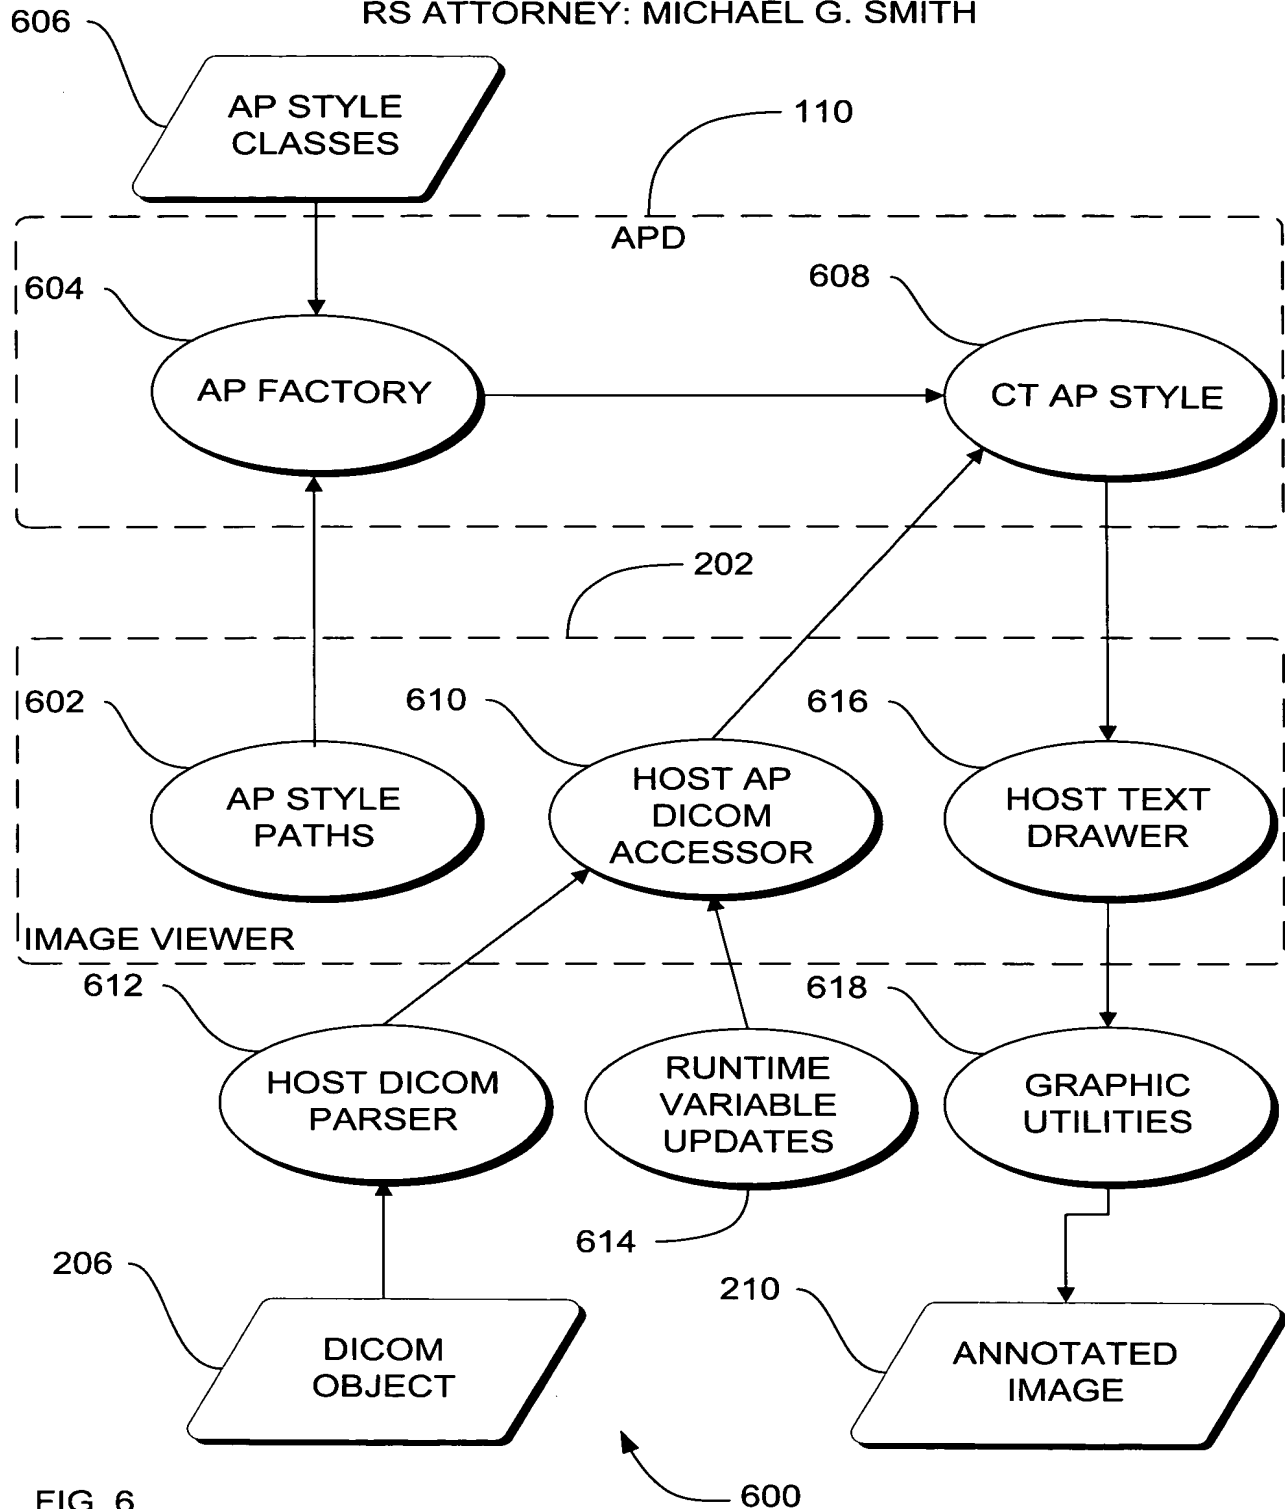 RS ATTORNEY: MICHAEL G. SMITH
606
AP STYLE
CLASSES
110
APD
604
608
AP FACTORY
CT AP STYLE
202
602
610
616
AP STYLE
PATHS
HOST AP
DICOM
ACCESSOR
HOST TEXT
DRAWER
IMAGE VIEWER
612
618
HOST DICOM
PARSER
RUNTIME
VARIABLE
UPDATES
GRAPHIC
UTILITIES
614
206
210
DICOM
OBJECT
ANNOTATED
IMAGE
600
FIG. 6